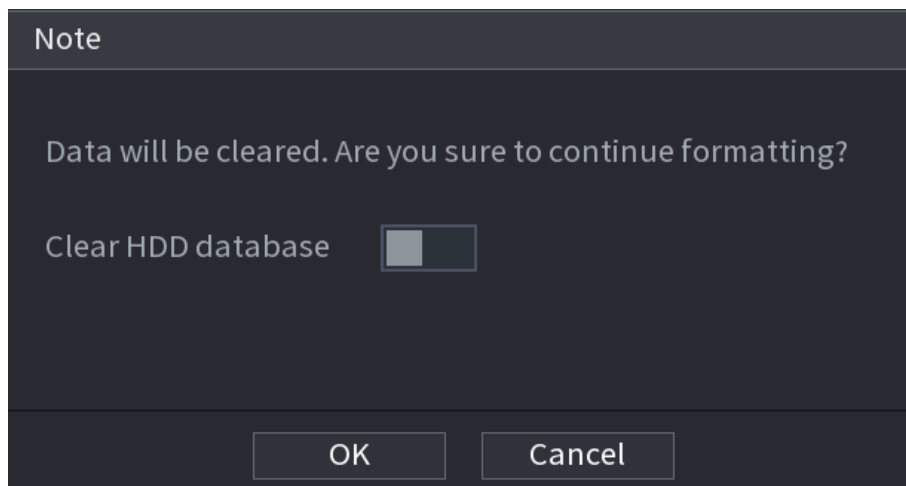 Note
Data will be cleared. Are you sure to continue formatting?
Clear HDD database
OK Cancel